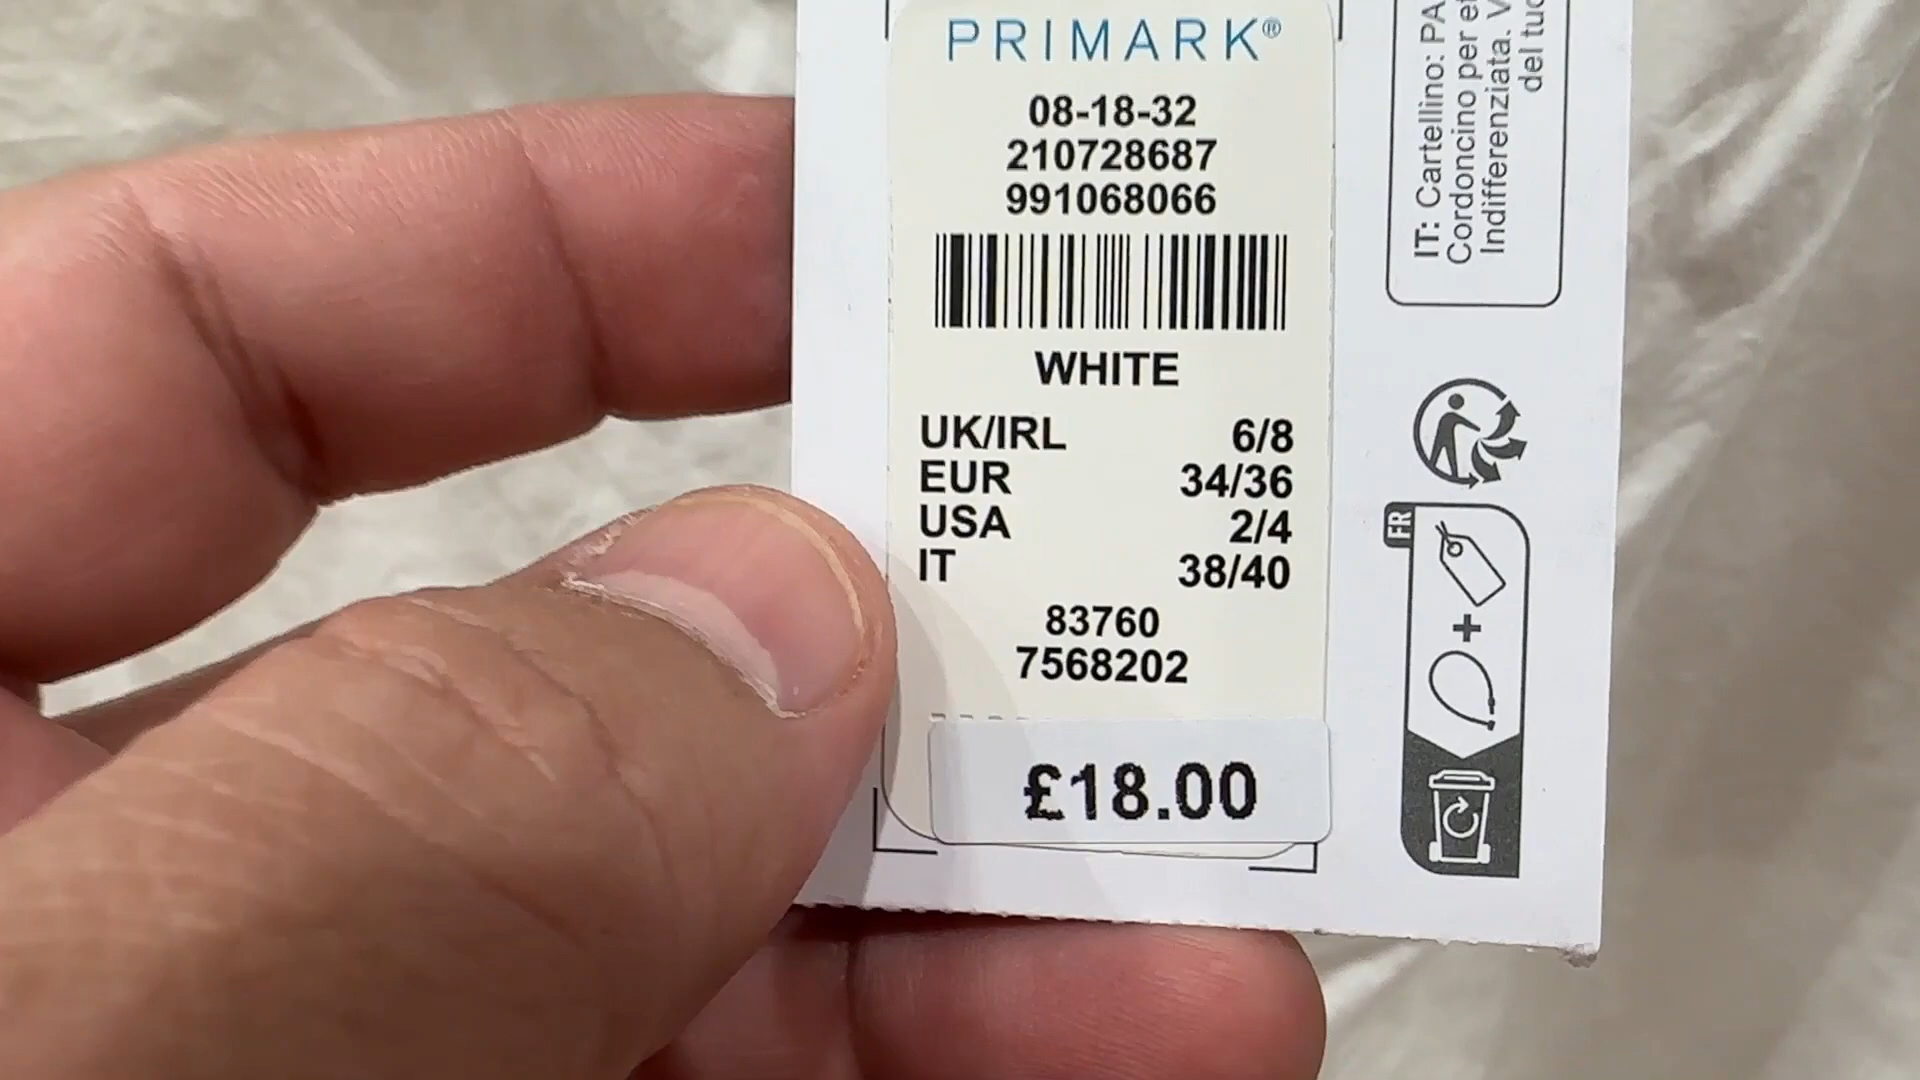 PRIMARK®
08-18-32
210728687
991068066
WHITE
UK/IRL 6/8
EUR 34/36
USA 2/4
IT 38/40
83760
7568202
£18.00
IT: Cartellino: PA
Cordoncino per
Indifferenziata.
del
FR
+